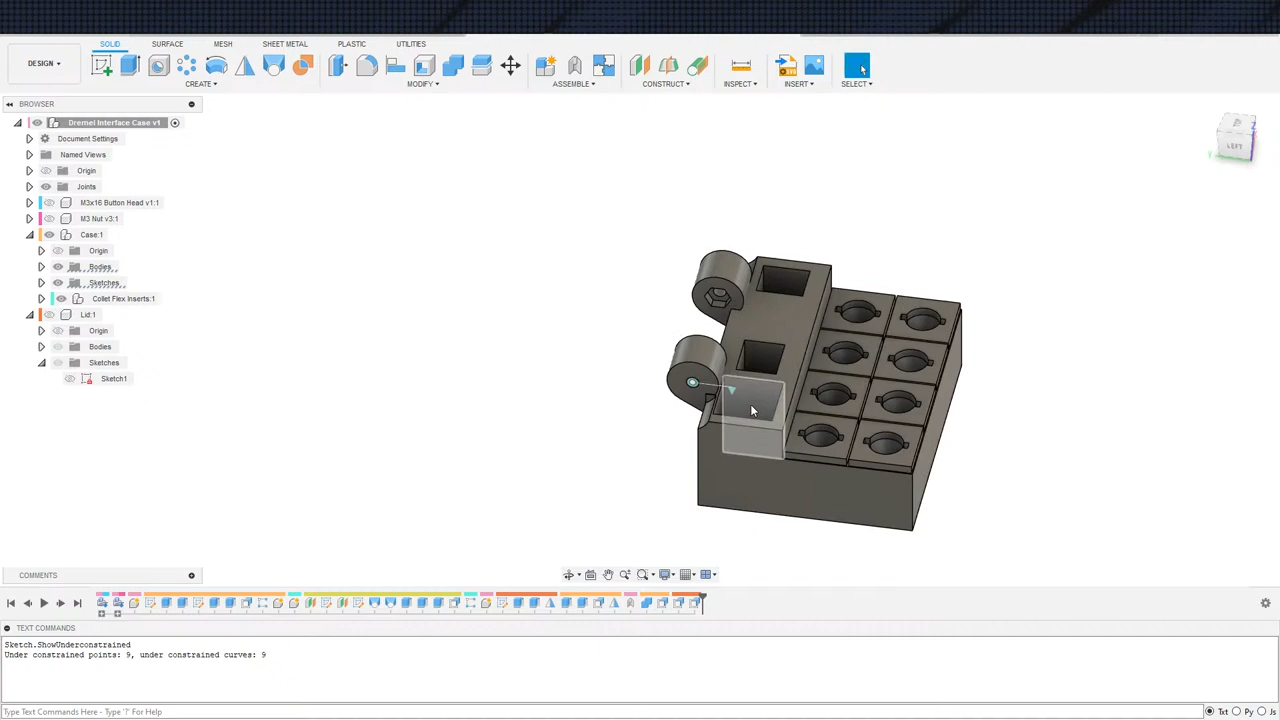 SOLID SURFACE MESH SHEET METAL PLASTIC UTILITIES
DESIGN
CREATE MODIFY ASSEMBLE CONSTRUCT INSPECT INSERT SELECT
BROWSER
Dremel Interface Case v1
Document Settings
Named Views
Origin
Joints
M3x16 Button Head v1:1
M3 Nut v3:1
Case:1
Origin
Bodies
Sketches
Collet Flex Inserts:1
Lid:1
Origin
Bodies
Sketches
Sketch1
LEFT
Z
Y
COMMENTS
TEXT COMMANDS
Sketch.ShowUnderconstrained
Under constrained points: 9, under constrained curves: 9
Type Text Commands Here - Type '?' For Help
Txt Py Js